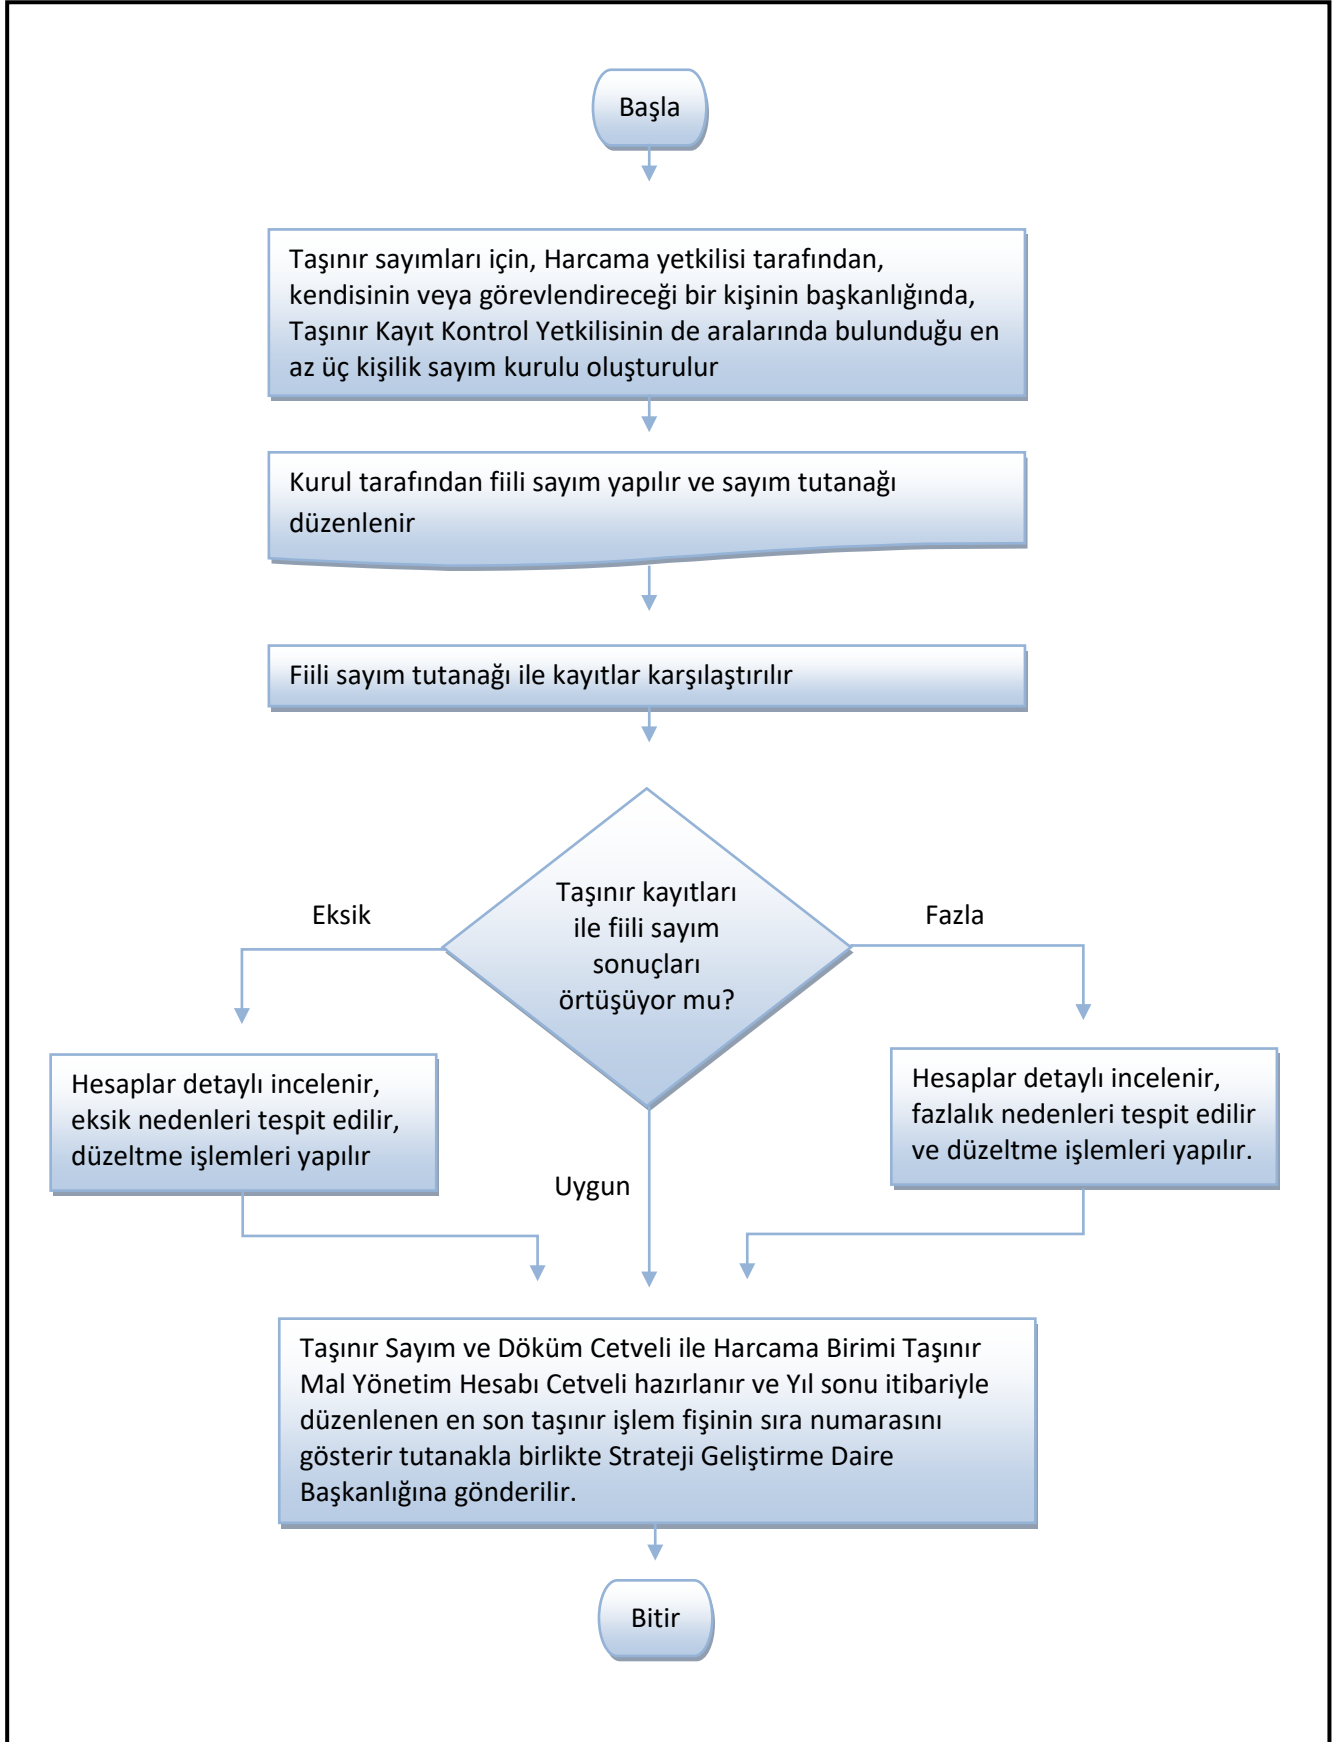 Başla
Taşınır sayımları için, Harcama yetkilisi tarafından,
kendisinin veya görevlendireceği bir kişinin başkanlığında,
Taşınır Kayıt Kontrol Yetkilisinin de aralarında bulunduğu en
az üç kişilik sayım kurulu oluşturulur
Kurul tarafından fiili sayım yapılır ve sayım tutanağı
düzenlenir
Fiili sayım tutanağı ile kayıtlar karşılaştırılır
Taşınır kayıtları
ile fiili sayım
sonuçları
örtüşüyor mu?
Eksik
Fazla
Hesaplar detaylı incelenir,
eksik nedenleri tespit edilir,
düzeltme işlemleri yapılır
Hesaplar detaylı incelenir,
fazlalık nedenleri tespit edilir
ve düzeltme işlemleri yapılır.
Uygun
Taşınır Sayım ve Döküm Cetveli ile Harcama Birimi Taşınır
Mal Yönetim Hesabı Cetveli hazırlanır ve Yıl sonu itibariyle
düzenlenen en son taşınır işlem fişinin sıra numarasını
gösterir tutanakla birlikte Strateji Geliştirme Daire
Başkanlığına gönderilir.
Bitir